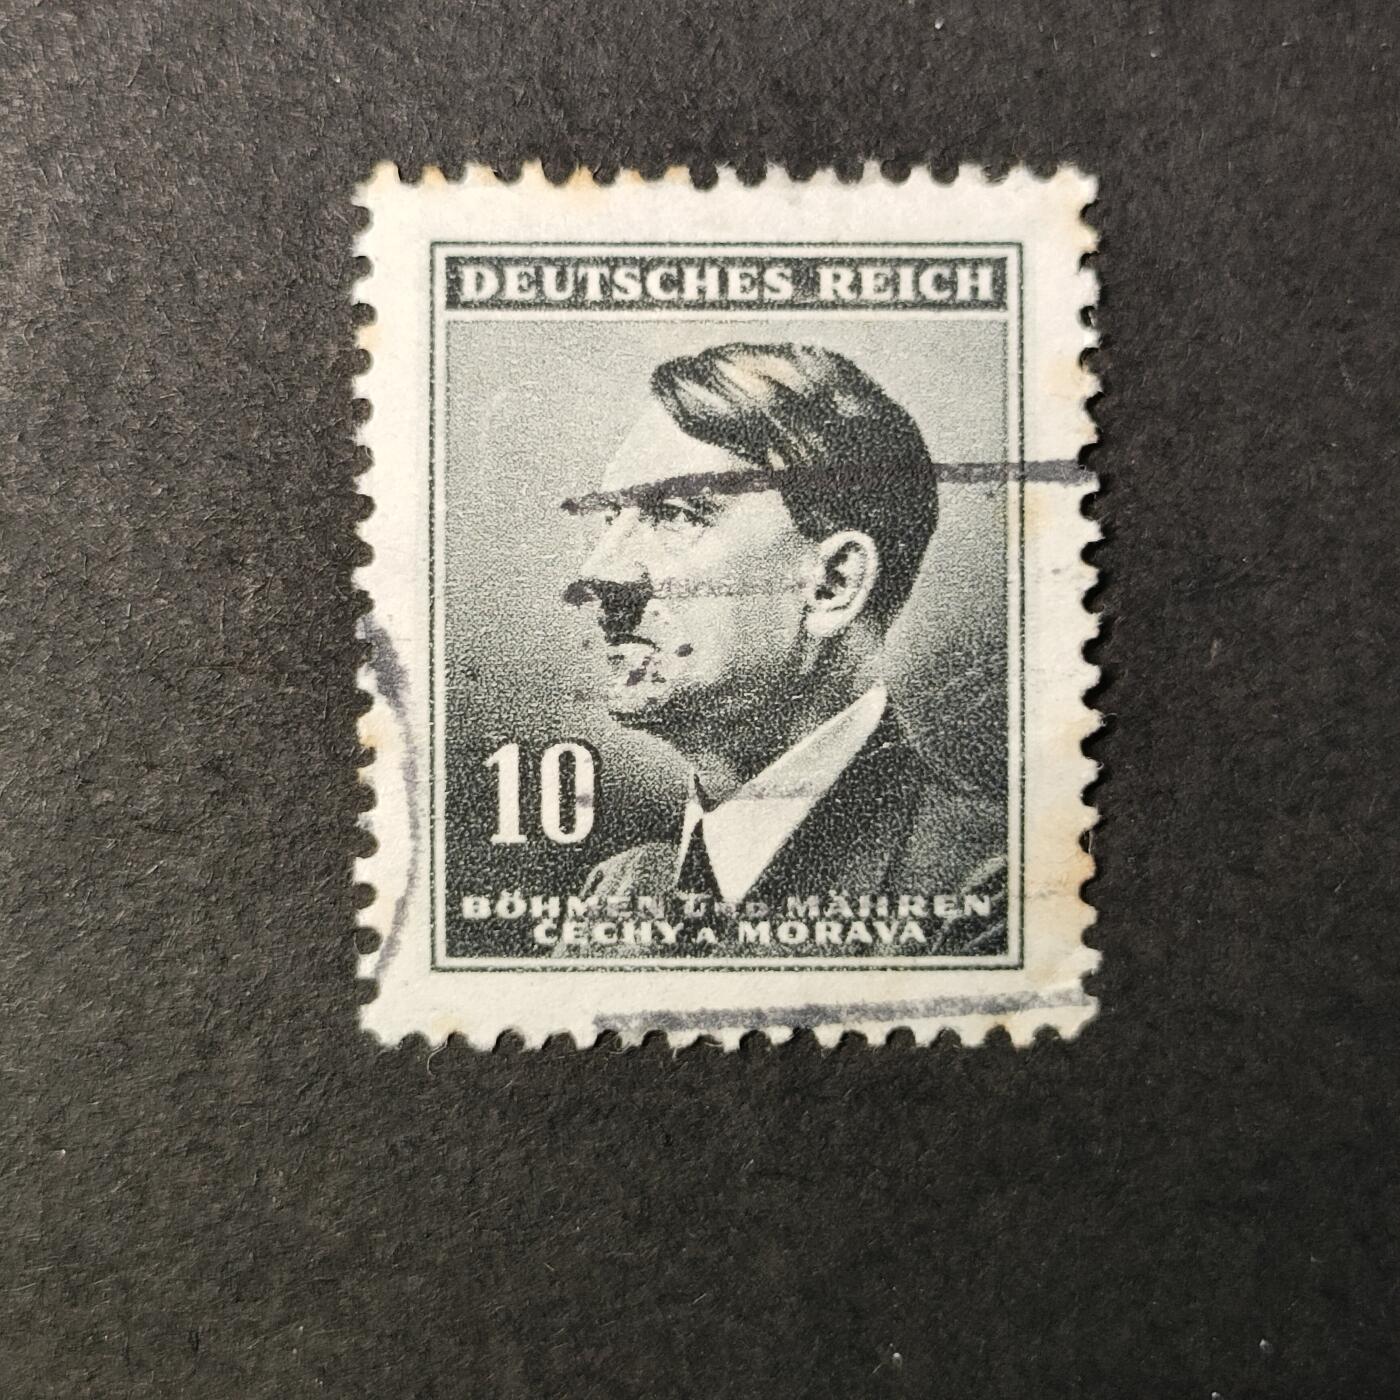 DEUTSCHES REICH
10
BÖHMEN UND MÄHREN
ČECHY A MORAVA